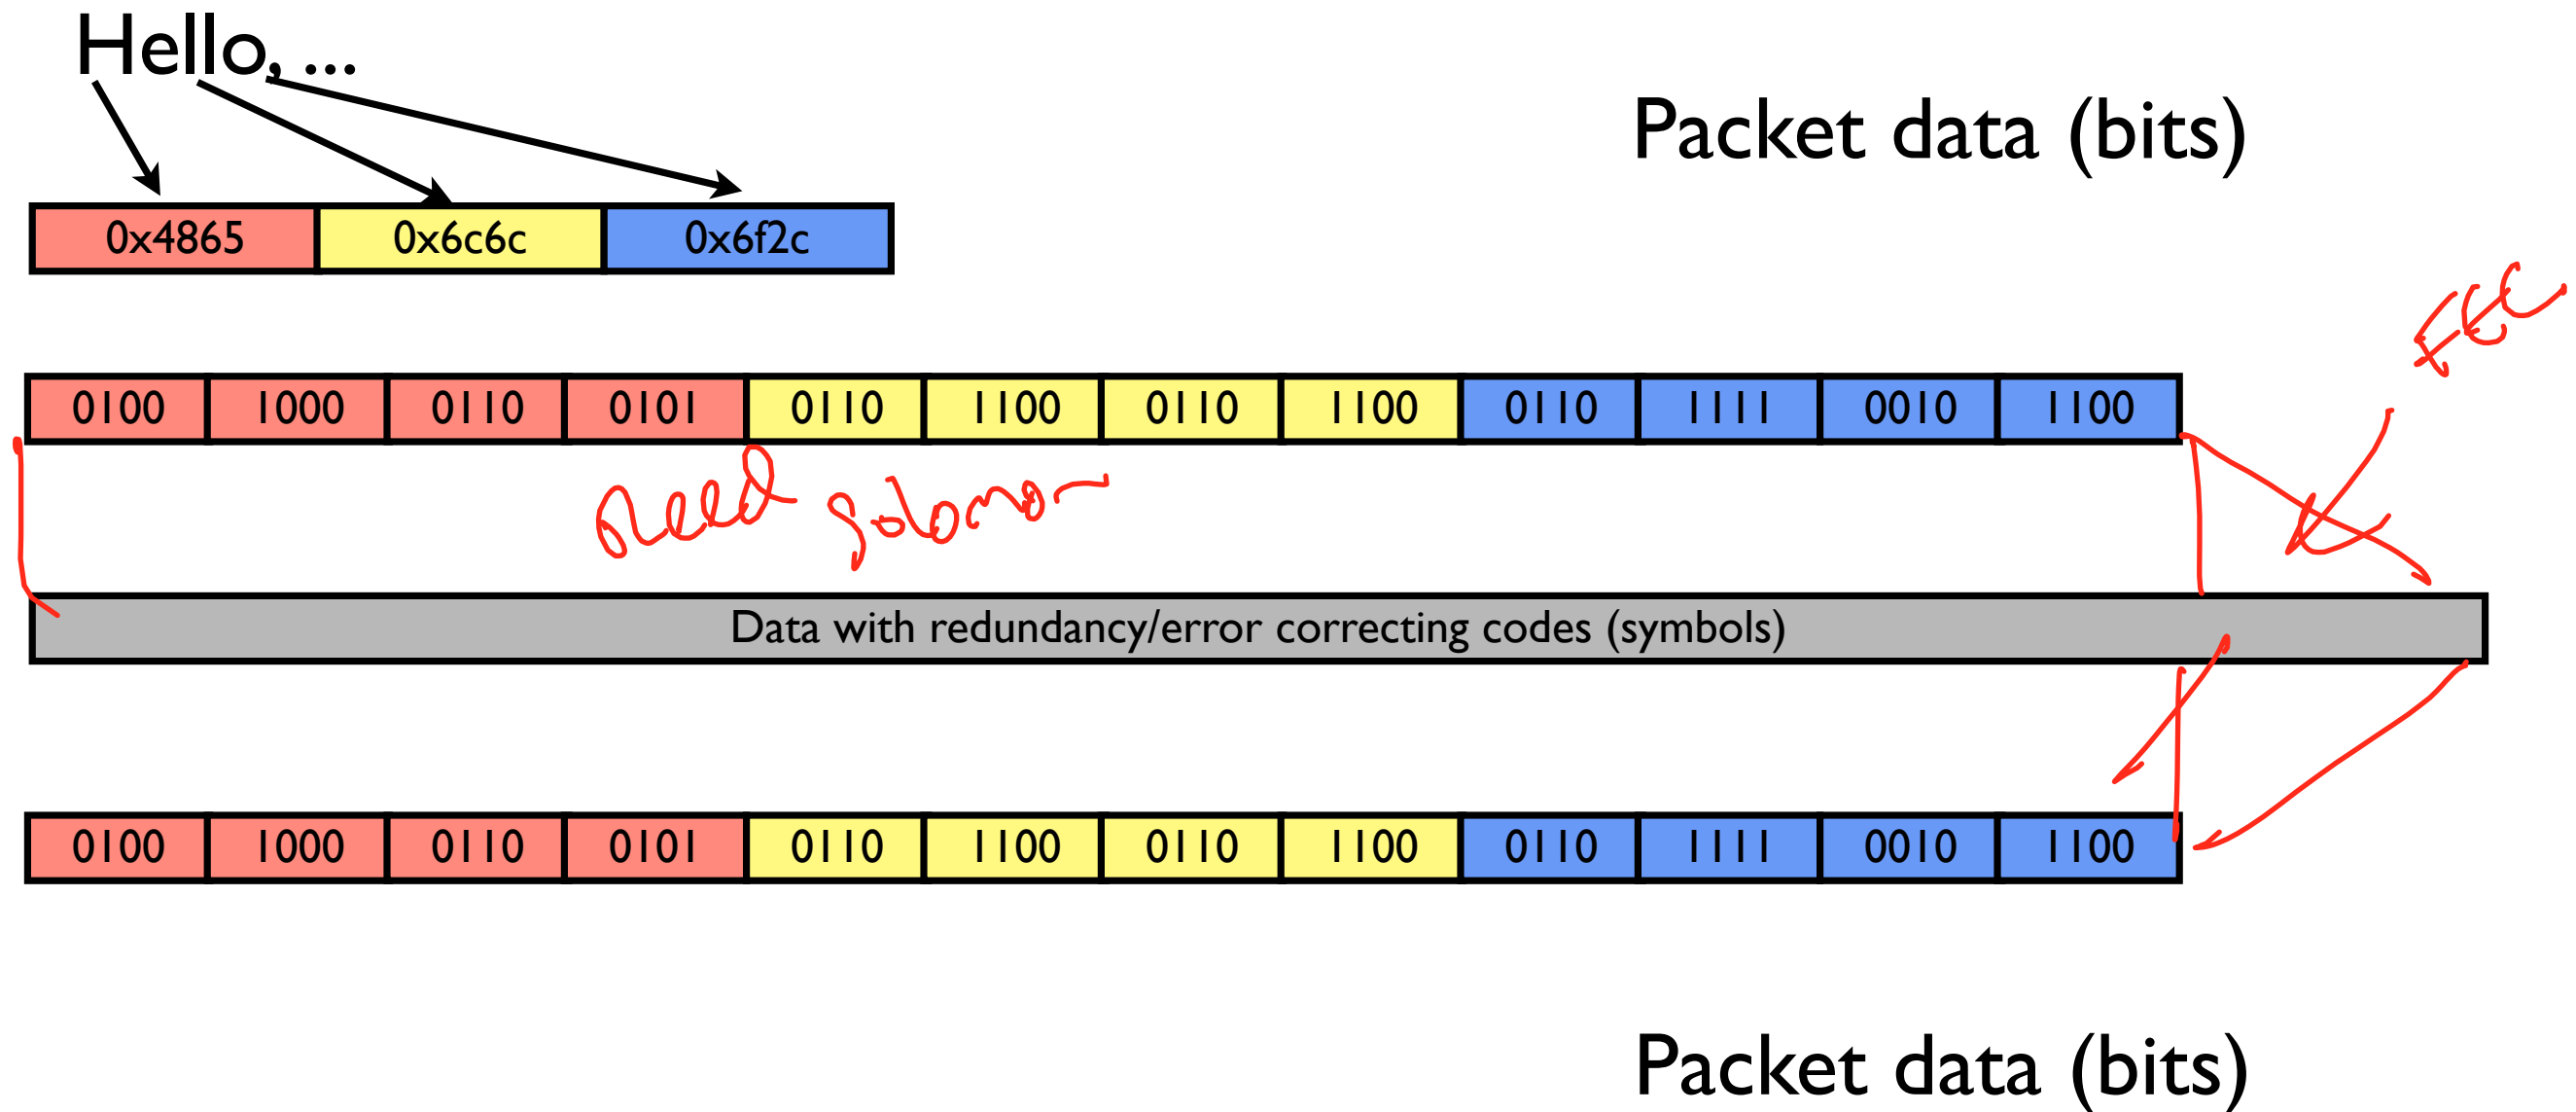 Hello, ...
Packet data (bits)
0x4865 0x6c6c 0x6f2c
FEC
0100 1000 0110 0101 0110 1100 0110 1100 0110 1111 0010 1100
Reed Solomon
Data with redundancy/error correcting codes (symbols)
0100 1000 0110 0101 0110 1100 0110 1100 0110 1111 0010 1100
Packet data (bits)